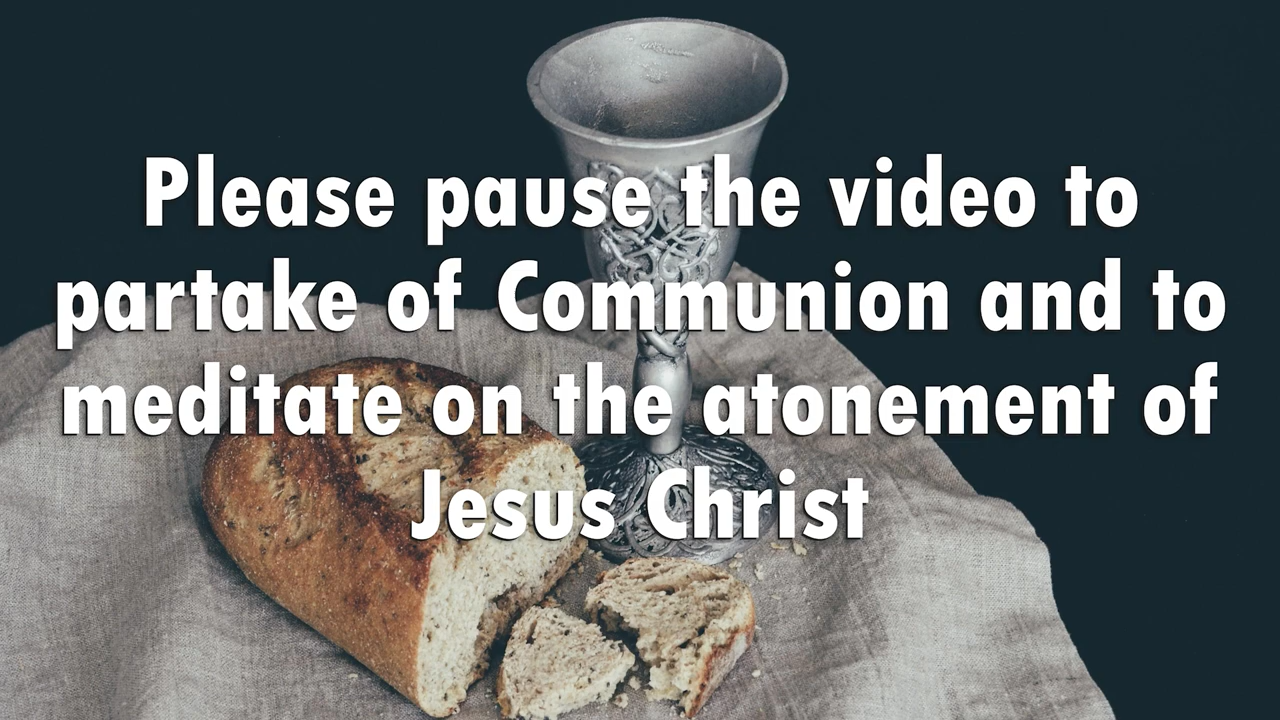 Please pause the video to
partake of Communion and to
meditate on the atonement of
Jesus Christ